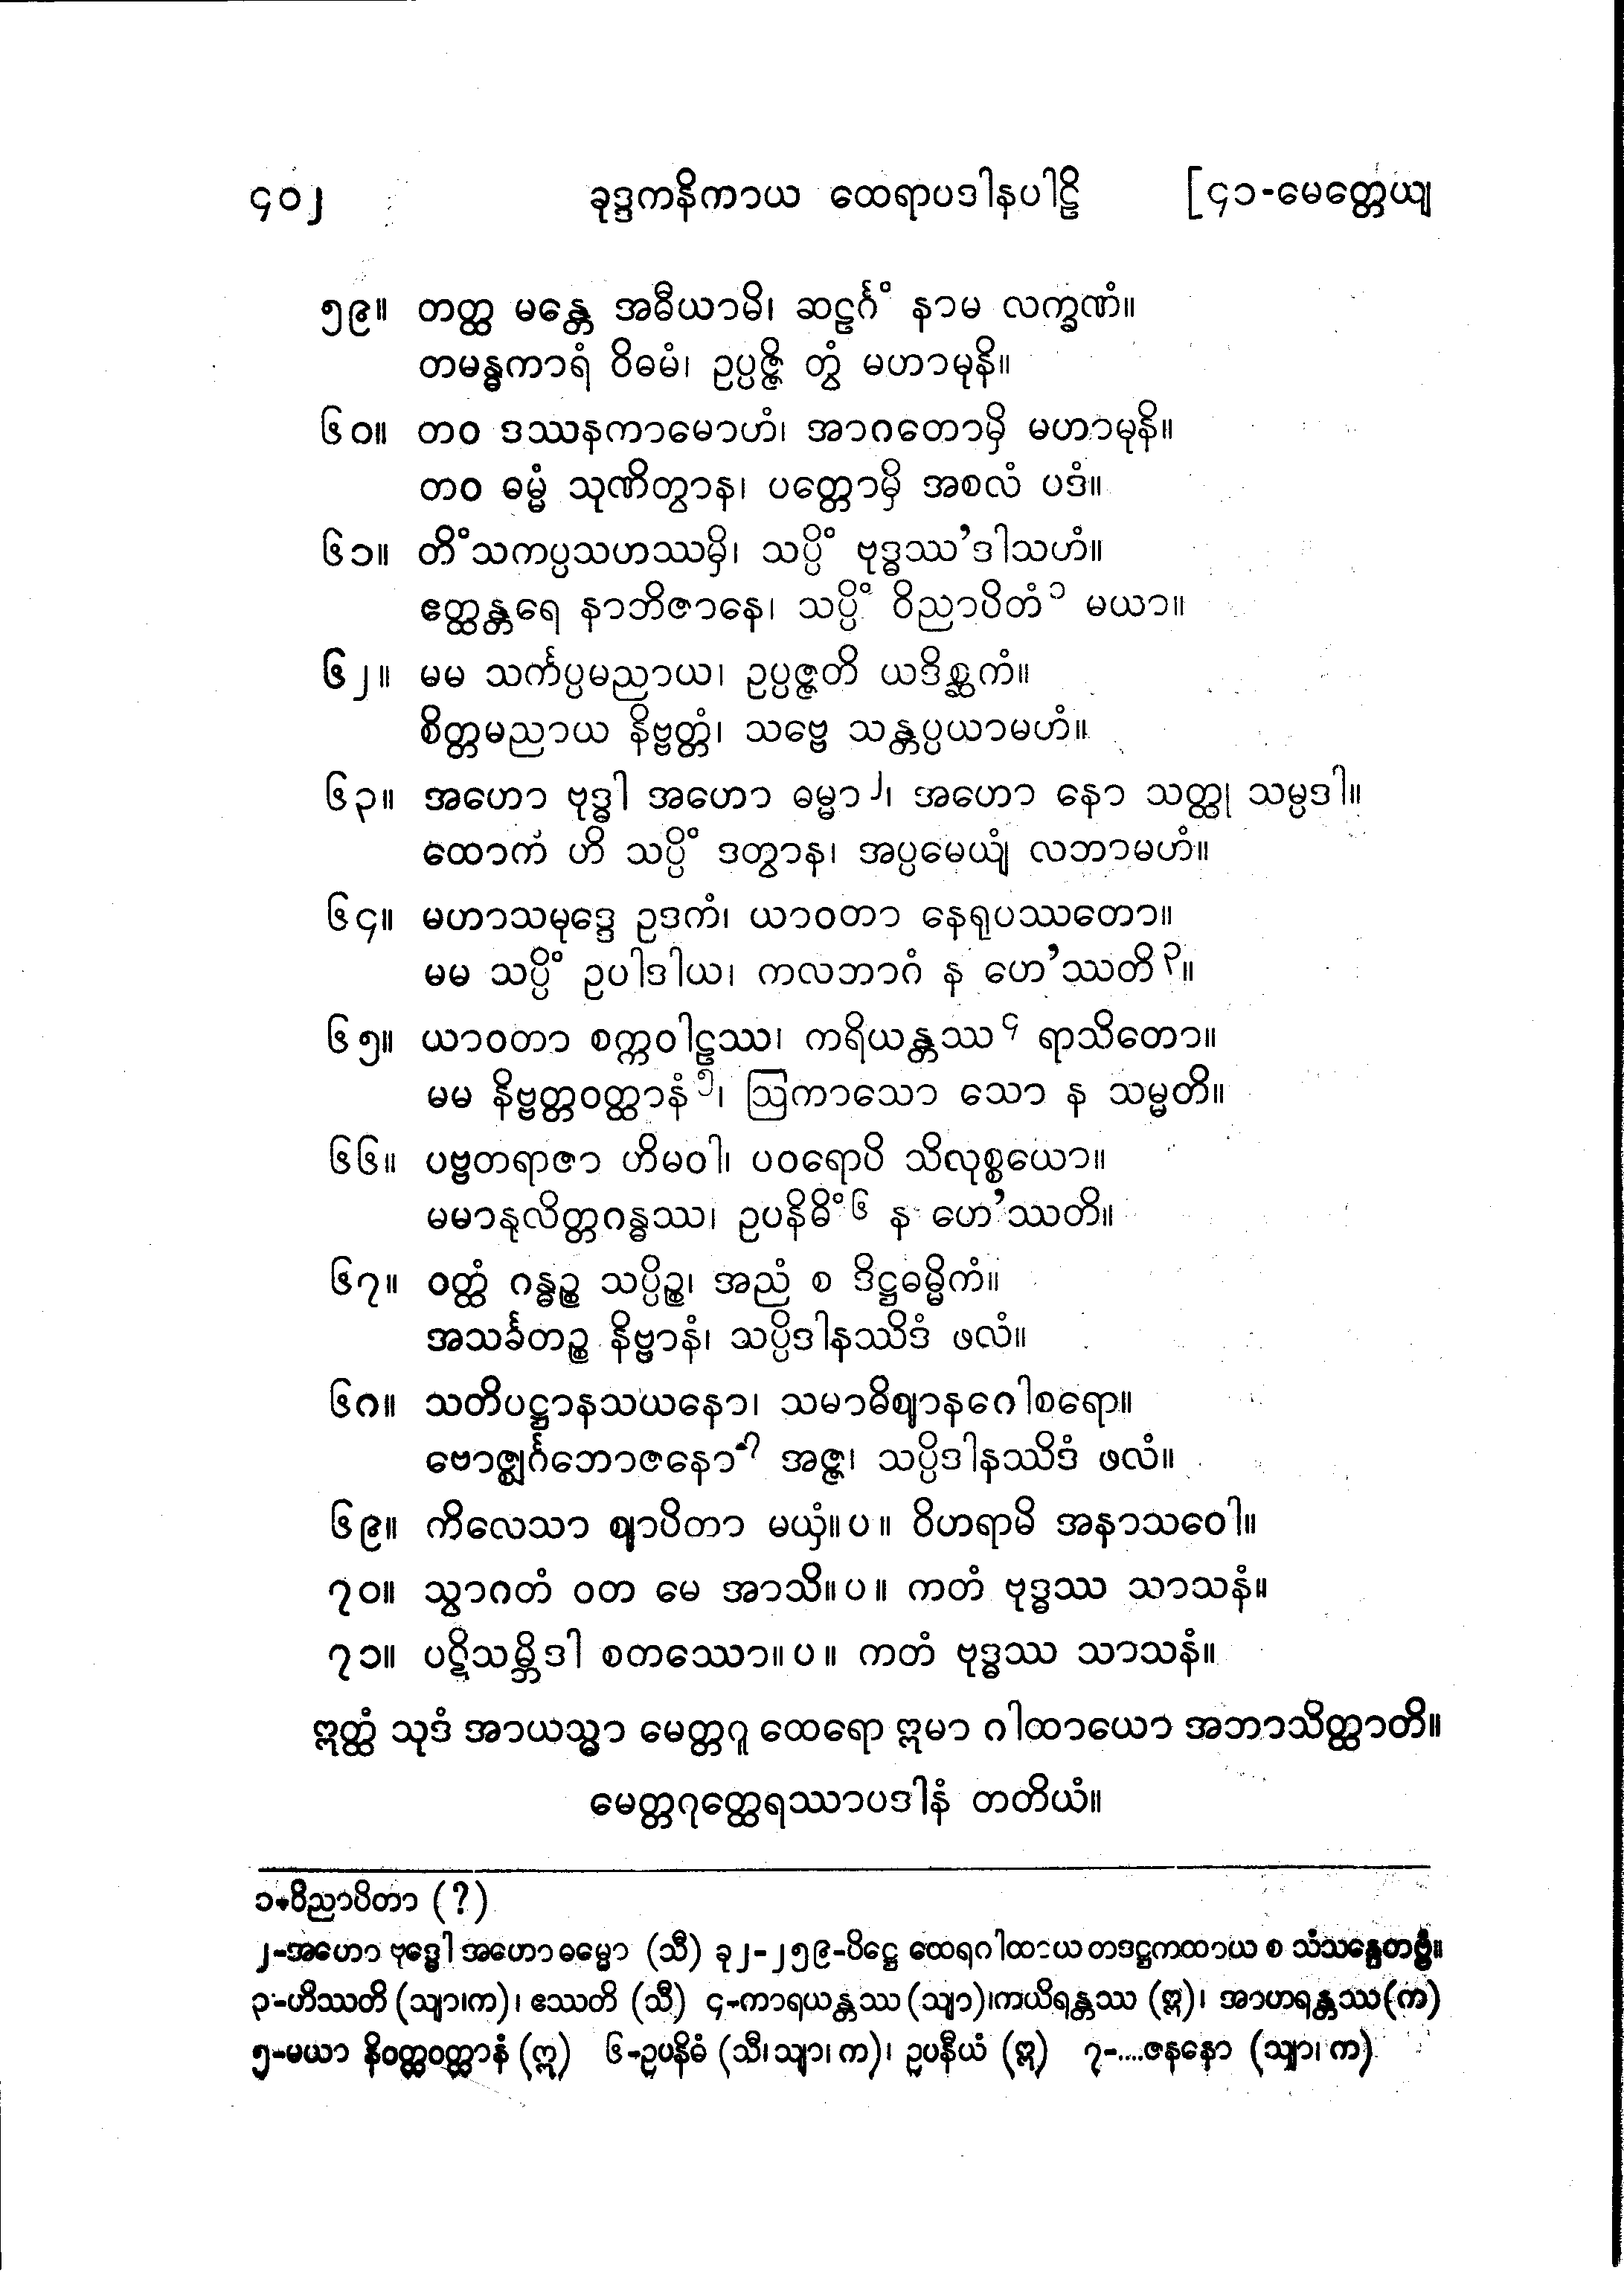 ၄၀၂ ခုဒ္ဒကနိကာယ ထေရာပဒါနပါဠိ [၄၁-မေတ္တေယျ
၅၉။ တတ္ထ မန္တေ အဓီယာမိ၊ ဆဠင်္ဂံ နာမ လက္ခဏံ။
တမန္ဓကာရံ ဝိဓမံ၊ ဥပ္ပဇ္ဇိ တွံ မဟာမုနိ။
၆၀။ တဝ ဒဿနကာမောဟံ၊ အာဂတောမှိ မဟာမုနိ။
တဝ ဓမ္မံ သုဏိတွာန၊ ပတ္တောမှိ အစလံ ပဒံ။
၆၁။ တိံသကပ္ပသဟဿမှိ၊ သပ္ပိံ ဗုဒ္ဓဿ’ဒါသဟံ။
ဧတ္ထန္တရေ နာဘိဇာနေ၊ သပ္ပိံ ဝိညာပိတံ ၁ မယာ။
၆၂။ မမ သင်္ကပ္ပမညာယ၊ ဥပ္ပဇ္ဇတိ ယဒိစ္ဆကံ။
စိတ္တမညာယ နိဗ္ဗတ္တံ၊ သဗ္ဗေ သန္တပ္ပယာမဟံ။
၆၃။ အဟော ဗုဒ္ဓါ အဟော ဓမ္မာ ၂၊ အဟော နော သတ္ထု သမ္ပဒါ။
ထောကံ ဟိ သပ္ပိံ ဒတွာန၊ အပ္ပမေယျံ လဘာမဟံ။
၆၄။ မဟာသမုဒ္ဒေ ဥဒကံ၊ ယာဝတာ နေရုပဿတော။
မမ သပ္ပိံ ဥပါဒါယ၊ ကလဘာဂံ န ဟေ’ဿတိ ၃။
၆၅။ ယာဝတာ စက္ကဝါဠဿ၊ ကရိယန္တဿ ၄ ရာသိတော။
မမ နိဗ္ဗတ္တဝတ္ထာနံ ၅၊ ဩကာသော သော န သမ္မတိ။
၆၆။ ပဗ္ဗတရာဇာ ဟိမဝါ၊ ပဝရောပိ သိလုစ္စယော။
မမာနုလိတ္တဂန္ဓဿ၊ ဥပနိဓိံ ၆ န ဟေ’ဿတိ။
၆၇။ ဝတ္ထံ ဂန္ဓဉ္စ သပ္ပိဉ္စ၊ အညံ စ ဒိဋ္ဌဓမ္မိကံ။
အသင်္ခတဉ္စ နိဗ္ဗာနံ၊ သပ္ပိဒါနဿိဒံ ဖလံ။
၆၈။ သတိပဋ္ဌာနသယနော၊ သမာဓိဈာနဂေါစရော။
ဗောဇ္ဈင်္ဂဘောဇနော ၇ အဇ္ဇ၊ သပ္ပိဒါနဿိဒံ ဖလံ။
၆၉။ ကိလေသာ ဈာပိတာ မယှံ။ပ။ ဝိဟရာမိ အနာသဝေါ။
၇၀။ သွာဂတံ ဝတ မေ အာသိ။ပ။ ကတံ ဗုဒ္ဓဿ သာသနံ။
၇၁။ ပဋိသမ္ဘိဒါ စတဿော။ပ။ ကတံ ဗုဒ္ဓဿ သာသနံ။
ဣတ္ထံ သုဒံ အာယသ္မာ မေတ္တဂူ ထေရော ဣမာ ဂါထာယော အဘာသိတ္ထာတိ။
မေတ္တဂုတ္ထေရဿာပဒါနံ တတိယံ။
၁-ဝိညာပိတာ (?)
၂-အဟော ဗုဒ္ဓေါ အဟော ဓမ္မော (သီ) ခု၂-၂၅၉-ပိဋ္ဌေ ထေရဂါထာယ တဒဋ္ဌကထာယ စ သံသန္ဒေတဗ္ဗံ။
၃-ဟိဿတိ (သျာ၊က)၊ ဧဿတိ (သီ) ၄-ကာရယန္တဿ (သျာ)၊ကယိရန္တဿ (ဣ)၊ အာဟရန္တဿ(က)
၅-မယာ နိဝတ္ထဝတ္ထာနံ (ဣ) ၆-ဥပနိဓံ (သီ၊သျာ၊ က)၊ ဥပနီယံ (ဣ) ၇-....ဇနနော (သျာ၊ က)